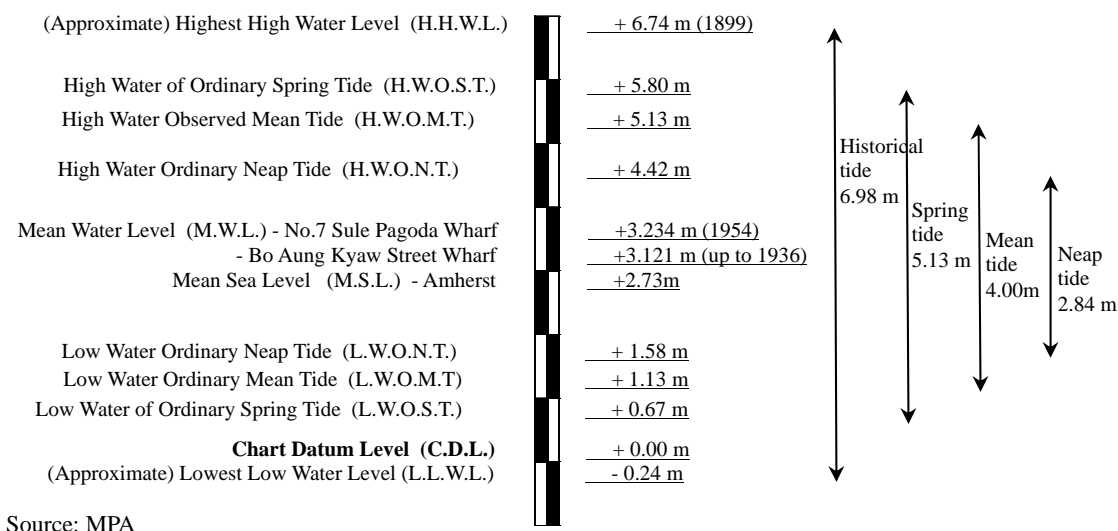 (Approximate) Highest High Water Level (H.H.W.L.) + 6.74 m (1899)
High Water of Ordinary Spring Tide (H.W.O.S.T.) + 5.80 m
High Water Observed Mean Tide (H.W.O.M.T.) + 5.13 m
High Water Ordinary Neap Tide (H.W.O.N.T.) + 4.42 m
Mean Water Level (M.W.L.) - No.7 Sule Pagoda Wharf +3.234 m (1954)
- Bo Aung Kyaw Street Wharf +3.121 m (up to 1936)
Mean Sea Level (M.S.L.) - Amherst +2.73m
Low Water Ordinary Neap Tide (L.W.O.N.T.) + 1.58 m
Low Water Ordinary Mean Tide (L.W.O.M.T) + 1.13 m
Low Water of Ordinary Spring Tide (L.W.O.S.T.) + 0.67 m
Chart Datum Level (C.D.L.) + 0.00 m
(Approximate) Lowest Low Water Level (L.L.W.L.) - 0.24 m
Historical
tide
6.98 m
Spring
tide
5.13 m
Mean
tide
4.00m
Neap
tide
2.84 m
Source: MPA